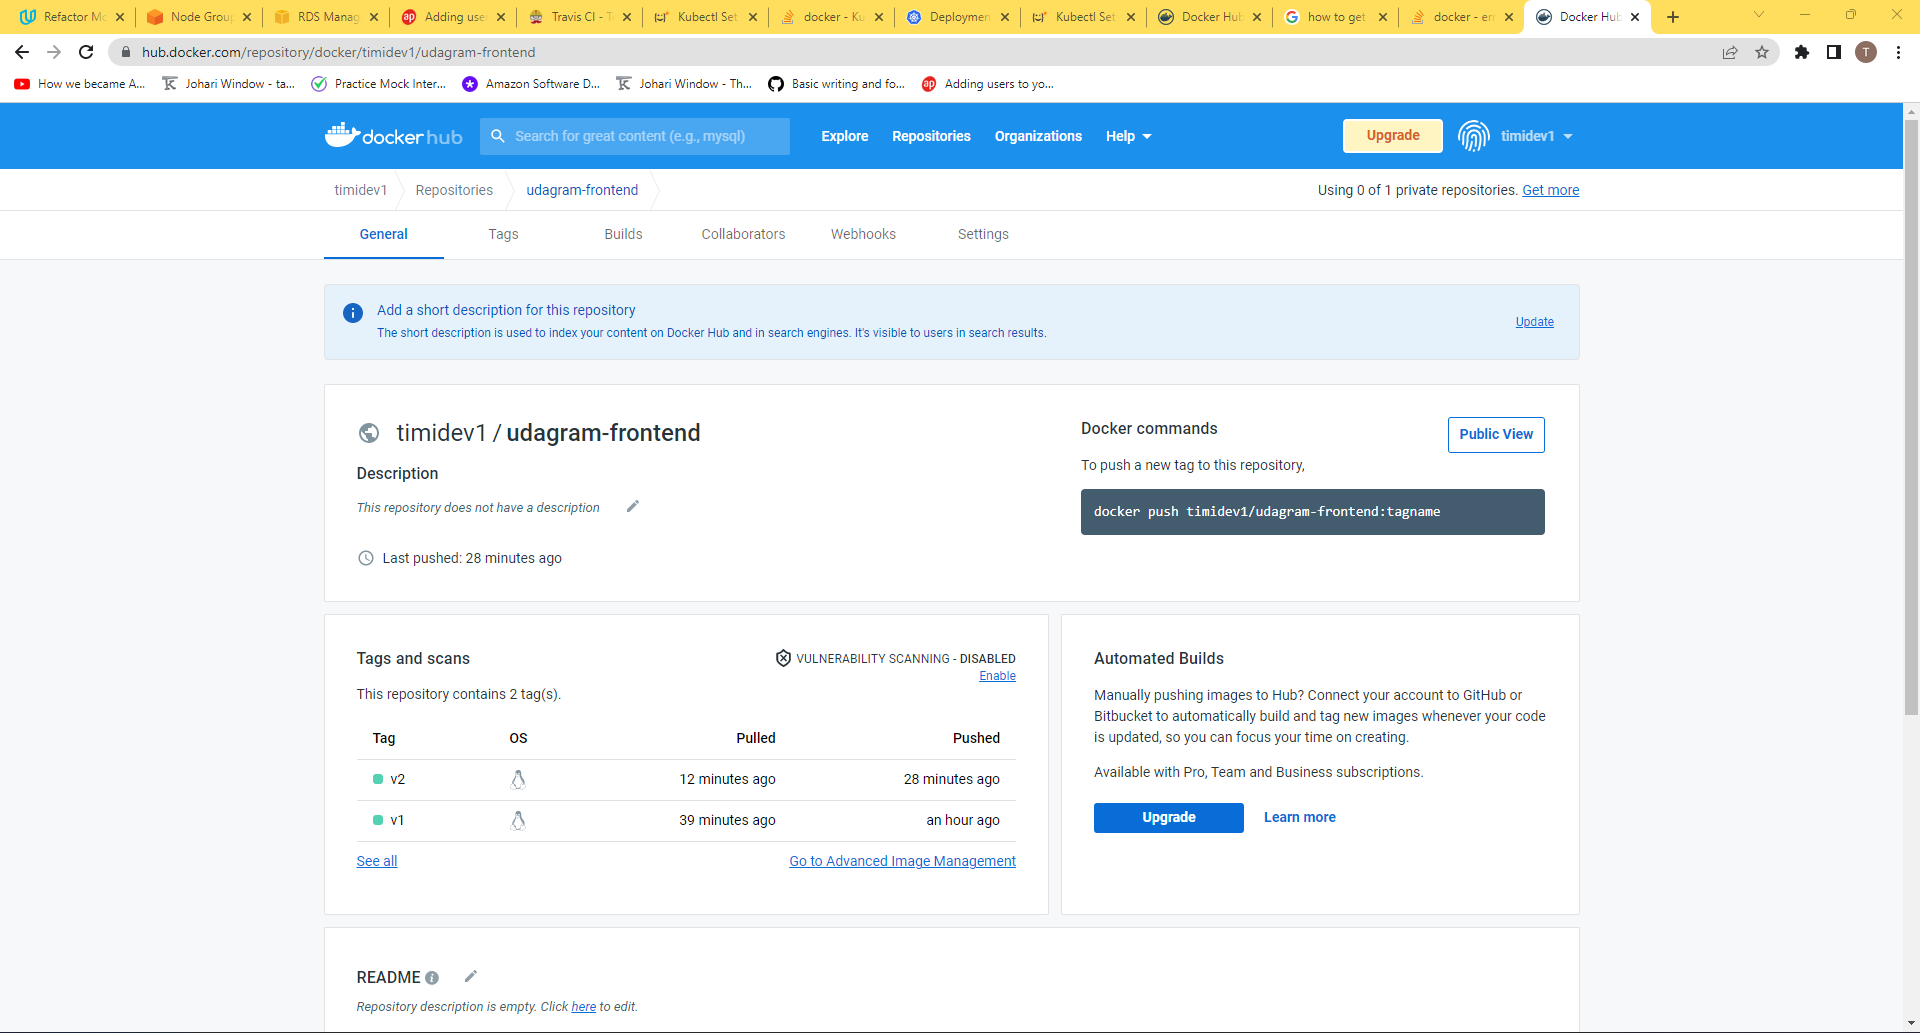 Refactor Mo
Node Group
RDS Manag
Adding use
Travis CI - T
Kubectl Set
docker - Ku
Deploymen
Kubectl Set
Docker Hub
how to get
docker - err
Docker Hub
hub.docker.com/repository/docker/timidev1/udagram-frontend
T
How we became A...
Johari Window - ta...
Practice Mock Inter...
Amazon Software D...
Johari Window - Th...
Basic writing and fo...
Adding users to yo...
docker hub
Search for great content (e.g., mysql)
Explore
Repositories
Organizations
Help
Upgrade
timidev1
timidev1
Repositories
udagram-frontend
Using 0 of 1 private repositories. Get more
General
Tags
Builds
Collaborators
Webhooks
Settings
Add a short description for this repository
The short description is used to index your content on Docker Hub and in search engines. It's visible to users in search results.
Update
timidev1 / udagram-frontend
Description
This repository does not have a description
Last pushed: 28 minutes ago
Docker commands
Public View
To push a new tag to this repository,
docker push timidev1/udagram-frontend:tagname
Tags and scans
VULNERABILITY SCANNING - DISABLED
Enable
This repository contains 2 tag(s).
Tag OS Pulled Pushed
v2 12 minutes ago 28 minutes ago
v1 39 minutes ago an hour ago
See all
Go to Advanced Image Management
Automated Builds
Manually pushing images to Hub? Connect your account to GitHub or
Bitbucket to automatically build and tag new images whenever your code
is updated, so you can focus your time on creating.
Available with Pro, Team and Business subscriptions.
Upgrade
Learn more
README
Repository description is empty. Click here to edit.